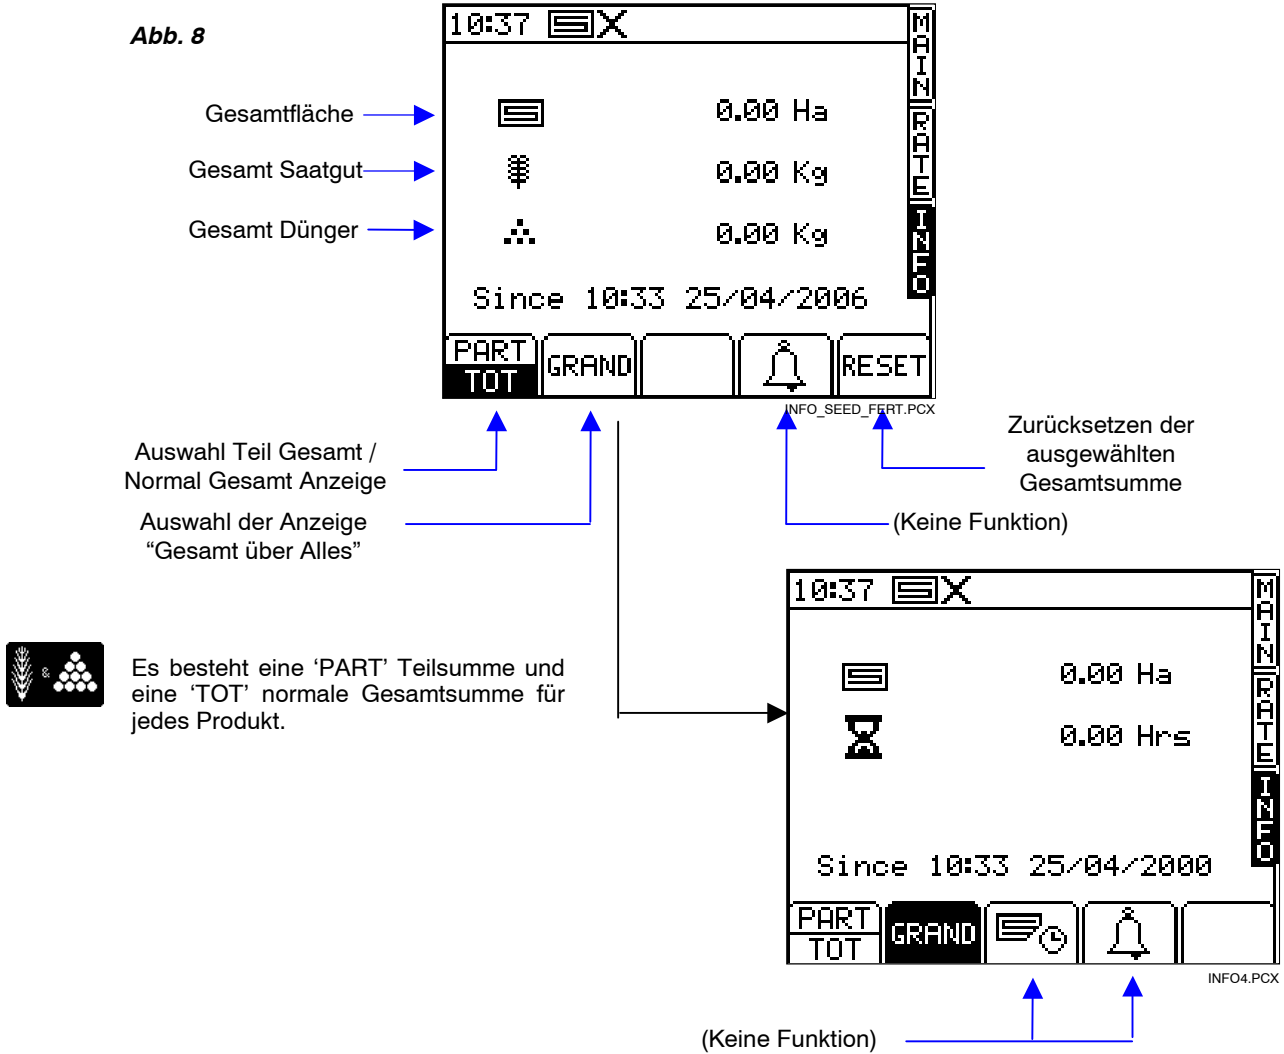 Abb. 8
10:37
MAIN
RATE
INFO
Gesamtfläche
0.00 Ha
Gesamt Saatgut
0.00 Kg
Gesamt Dünger
0.00 Kg
Since 10:33 25/04/2006
PART
TOT
GRAND
RESET
INFO_SEED_FERT.PCX
Auswahl Teil Gesamt /
Normal Gesamt Anzeige
Auswahl der Anzeige
“Gesamt über Alles”
Zurücksetzen der
ausgewählten
Gesamtsumme
(Keine Funktion)
&
Es besteht eine ‘PART’ Teilsumme und
eine ‘TOT’ normale Gesamtsumme für
jedes Produkt.
10:37
MAIN
RATE
INFO
0.00 Ha
0.00 Hrs
Since 10:33 25/04/2000
PART
TOT
GRAND
INFO4.PCX
(Keine Funktion)